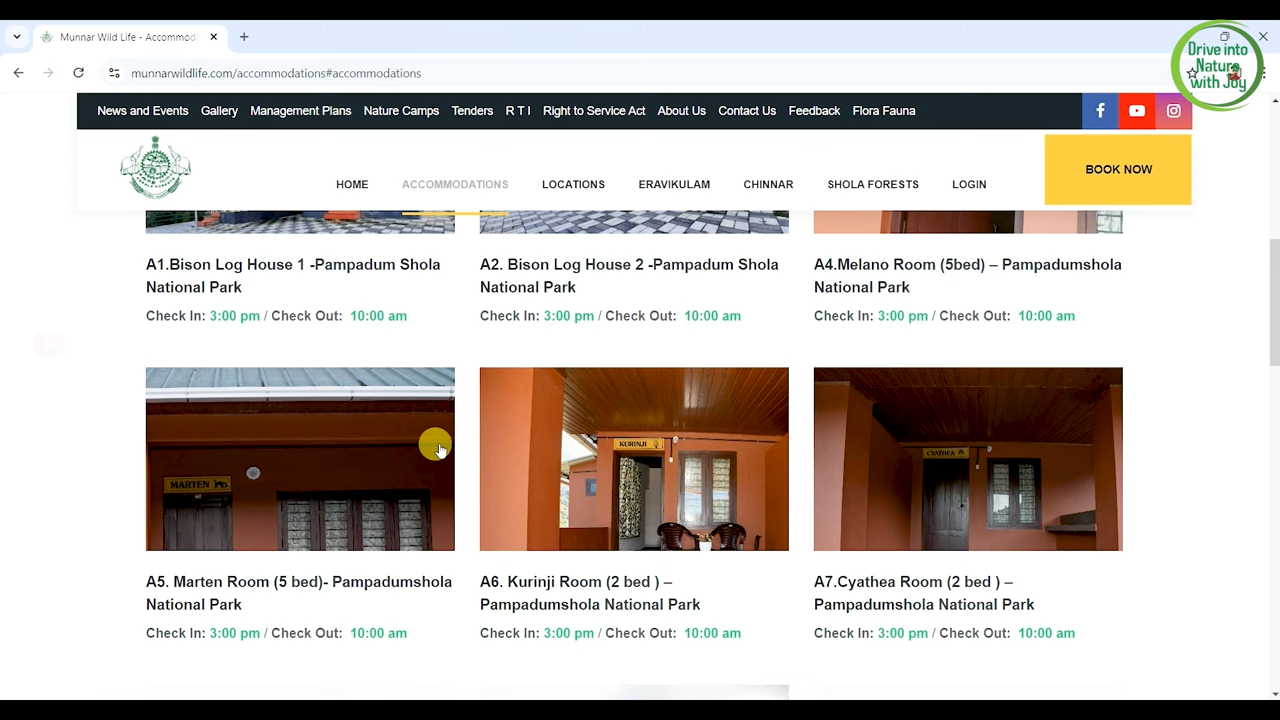 Munnar Wild Life - Accommod
munnarwildlife.com/accommodations#accommodations
Drive into
Nature
with Joy
News and Events Gallery Management Plans Nature Camps Tenders R T I Right to Service Act About Us Contact Us Feedback Flora Fauna
HOME ACCOMMODATIONS LOCATIONS ERAVIKULAM CHINNAR SHOLA FORESTS LOGIN
BOOK NOW
A1.Bison Log House 1 -Pampadum Shola
National Park
Check In: 3:00 pm / Check Out: 10:00 am
A2. Bison Log House 2 -Pampadum Shola
National Park
Check In: 3:00 pm / Check Out: 10:00 am
A4.Melano Room (5bed) – Pampadumshola
National Park
Check In: 3:00 pm / Check Out: 10:00 am
MARTEN
KURINJI
CYATHEA
A5. Marten Room (5 bed)- Pampadumshola
National Park
Check In: 3:00 pm / Check Out: 10:00 am
A6. Kurinji Room (2 bed ) –
Pampadumshola National Park
Check In: 3:00 pm / Check Out: 10:00 am
A7.Cyathea Room (2 bed ) –
Pampadumshola National Park
Check In: 3:00 pm / Check Out: 10:00 am